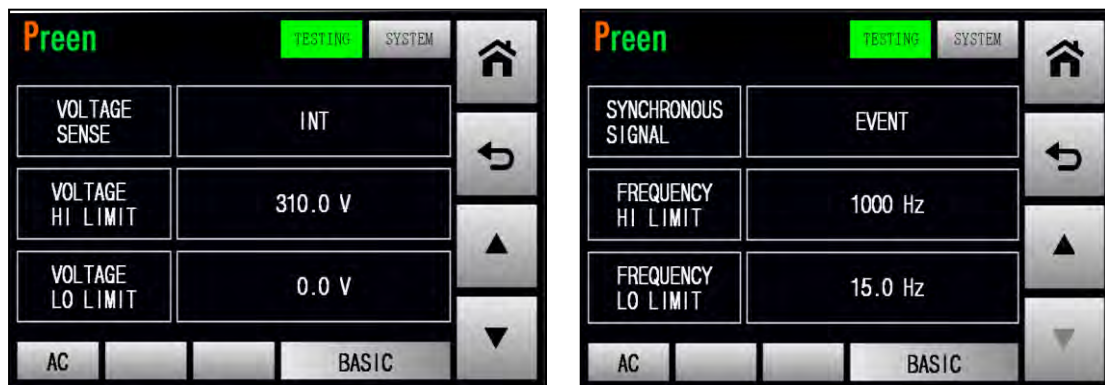 Preen TESTING SYSTEM
VOLTAGE
SENSE
INT
VOLTAGE
HI LIMIT
310.0 V
VOLTAGE
LO LIMIT
0.0 V
AC BASIC
Preen TESTING SYSTEM
SYNCHRONOUS
SIGNAL
EVENT
FREQUENCY
HI LIMIT
1000 Hz
FREQUENCY
LO LIMIT
15.0 Hz
AC BASIC